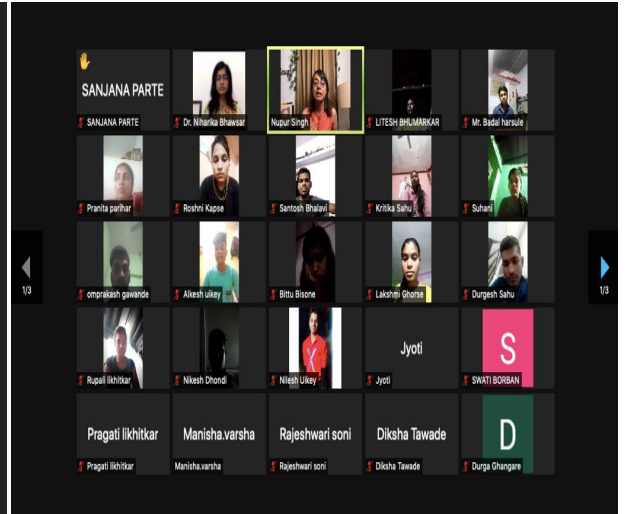 SANJANA PARTE
SANJANA PARTE
Dr. Niharika Bhawsar
Nupur Singh
LITESH BHUMARKAR
Mr. Badal harsule
Pranita parihar
Roshni Kapse
Santosh Bhalavi
Kritika Sahu
Suhani
omprakash gawande
Alkesh uikey
Bittu Bisone
Lakshmi Ghorse
Durgesh Sahu
1/3
1/3
Rupali likhitkar
Nikesh Dhondi
Nilesh Uikey
Jyoti
Jyoti
S
SWATI BORBAN
Pragati likhitkar
Manisha.varsha
Rajeshwari soni
Diksha Tawade
D
Pragati likhitkar
Manisha.varsha
Rajeshwari soni
Diksha Tawade
Durga Ghangare